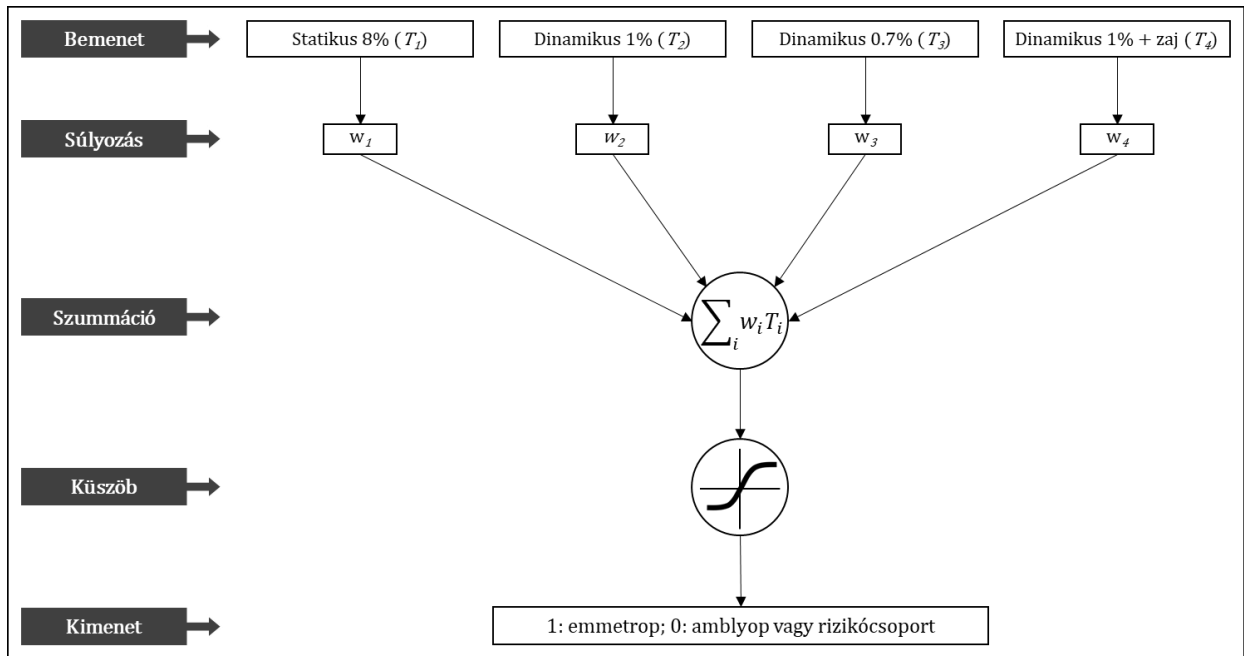 Bemenet
Statikus 8% (T₁)
Dinamikus 1% (T₂)
Dinamikus 0.7% (T₃)
Dinamikus 1% + zaj (T₄)
Súlyozás
w₁
w₂
w₃
w₄
Szummáció
∑ᵢ wᵢTᵢ
Küszöb
Kimenet
1: emmetrop; 0: amblyop vagy rizikócsoport